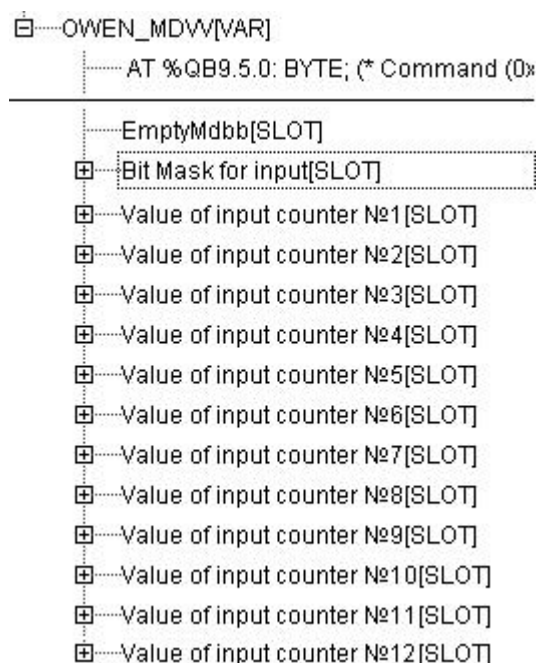 OWEN_MDVV[VAR]
AT %QB9.5.0: BYTE; (* Command (0x
EmptyMdbb[SLOT]
Bit Mask for input[SLOT]
Value of input counter №1[SLOT]
Value of input counter №2[SLOT]
Value of input counter №3[SLOT]
Value of input counter №4[SLOT]
Value of input counter №5[SLOT]
Value of input counter №6[SLOT]
Value of input counter №7[SLOT]
Value of input counter №8[SLOT]
Value of input counter №9[SLOT]
Value of input counter №10[SLOT]
Value of input counter №11[SLOT]
Value of input counter №12[SLOT]